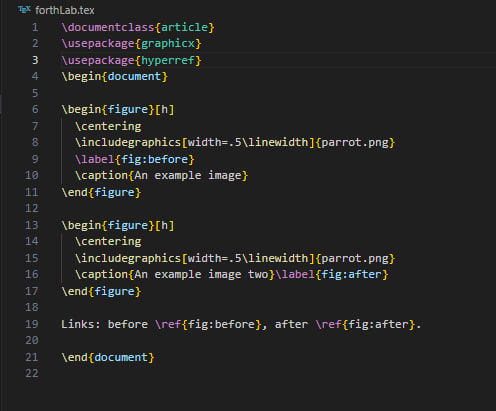 TEX forthLab.tex
1 \documentclass{article}
2 \usepackage{graphicx}
3 \usepackage{hyperref}
4 \begin{document}
5
6 \begin{figure}[h]
7   \centering
8   \includegraphics[width=.5\linewidth]{parrot.png}
9   \label{fig:before}
10   \caption{An example image}
11 \end{figure}
12
13 \begin{figure}[h]
14   \centering
15   \includegraphics[width=.5\linewidth]{parrot.png}
16   \caption{An example image two}\label{fig:after}
17 \end{figure}
18
19 Links: before \ref{fig:before}, after \ref{fig:after}.
20
21 \end{document}
22